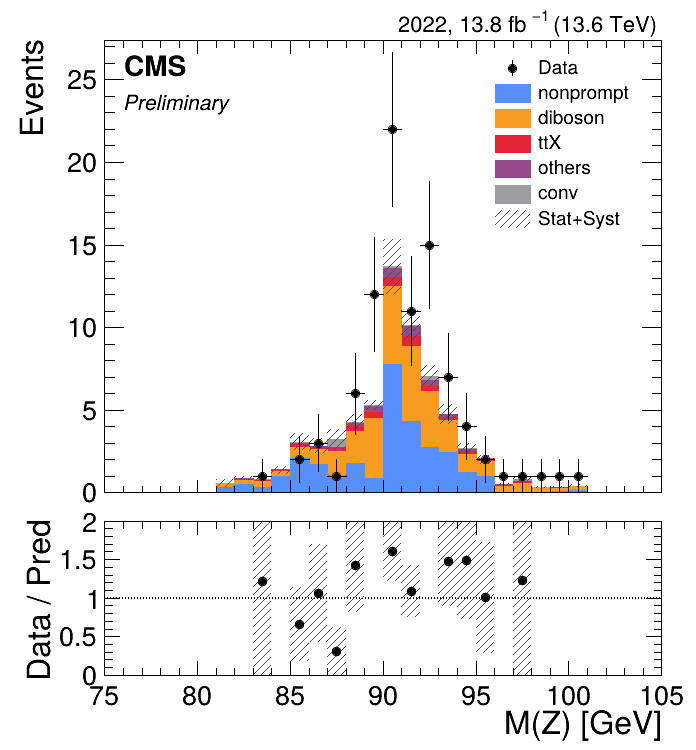 2022, 13.8 fb⁻¹ (13.6 TeV)
CMS
Preliminary
Events
25
20
15
10
5
0
Data
nonprompt
diboson
ttX
others
conv
Stat+Syst
Data / Pred
2
1.5
1
0.5
0
75 80 85 90 95 100 105
M(Z) [GeV]